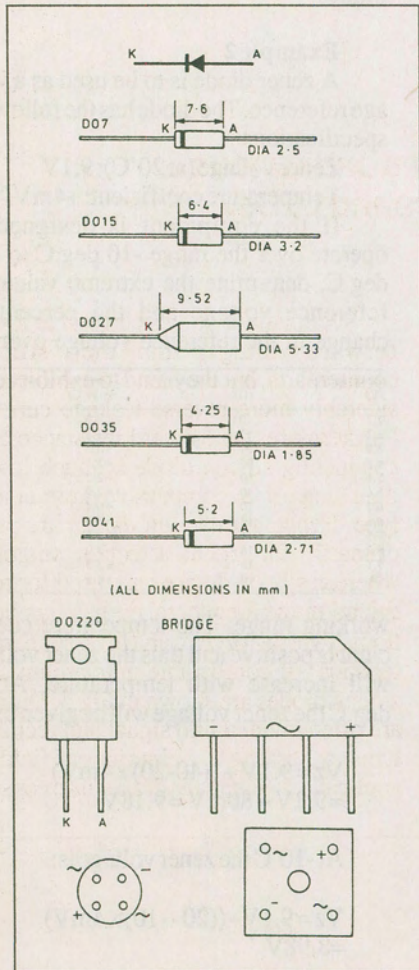 K A
7·6
DO7 K A
DIA 2·5
6·4
DO15 K A
DIA 3·2
9·52
DO27 K A
DIA 5·33
4·25
DO35 K A
DIA 1·85
5·2
DO41 K A
DIA 2·71
(ALL DIMENSIONS IN mm)
DO220 BRIDGE
~
K A
~ −
+ ~
+ ~
~ −